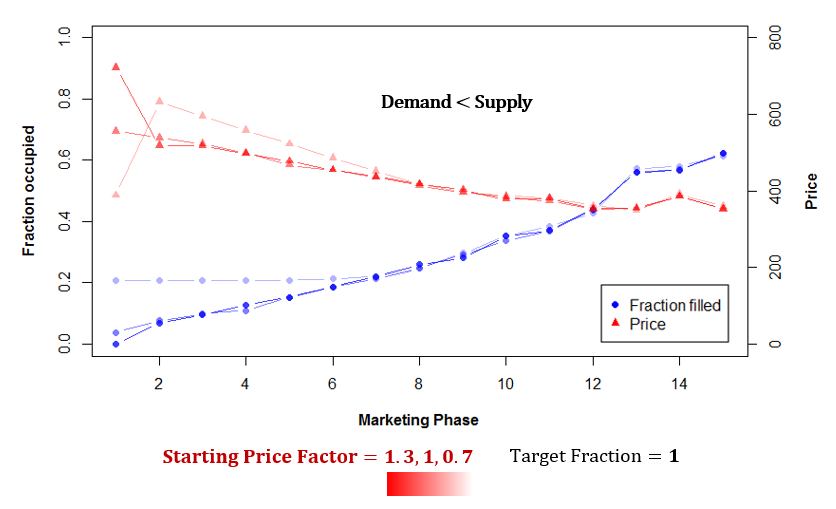 1.0
0.8
0.6
0.4
0.2
0.0
Fraction occupied
Demand < Supply
800
600
400
200
0
Price
Fraction filled
Price
2 4 6 8 10 12 14
Marketing Phase
Starting Price Factor = 1.3, 1, 0.7 Target Fraction = 1